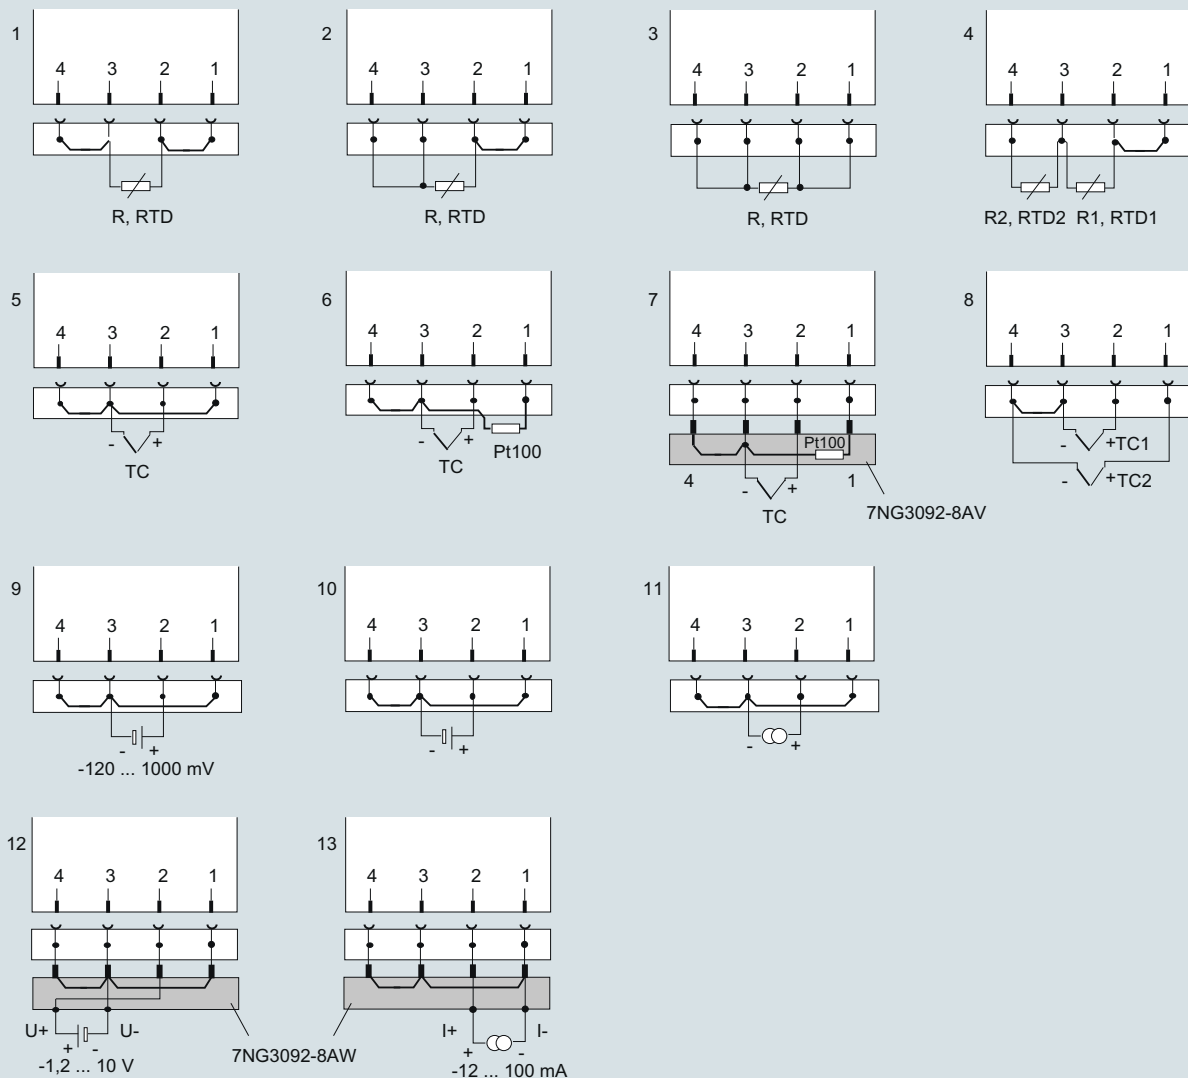 1
4 3 2 1
R, RTD
2
4 3 2 1
R, RTD
3
4 3 2 1
R, RTD
4
4 3 2 1
R2, RTD2 R1, RTD1
5
4 3 2 1
- +
TC
6
4 3 2 1
- +
TC Pt100
7
4 3 2 1
Pt100
4 - + 1
TC
7NG3092-8AV
8
4 3 2 1
- +TC1
- +TC2
9
4 3 2 1
- +
-120 ... 1000 mV
10
4 3 2 1
- +
11
4 3 2 1
- +
12
4 3 2 1
U+ U-
+ -
-1,2 ... 10 V
7NG3092-8AW
13
4 3 2 1
I+ I-
+ -
-12 ... 100 mA